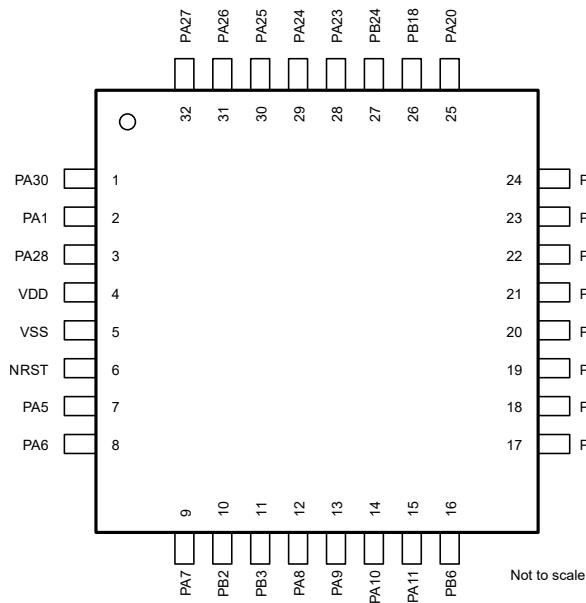 PA27 PA26 PA25 PA24 PA23 PB24 PB18 PA20
32 31 30 29 28 27 26 25
PA30 1 24 P
PA1 2 23 P
PA28 3 22 P
VDD 4 21 P
VSS 5 20 P
NRST 6 19 P
PA5 7 18 P
PA6 8 17 P
9 10 11 12 13 14 15 16
PA7 PB2 PB3 PA8 PA9 PA10 PA11 PB6
Not to scale